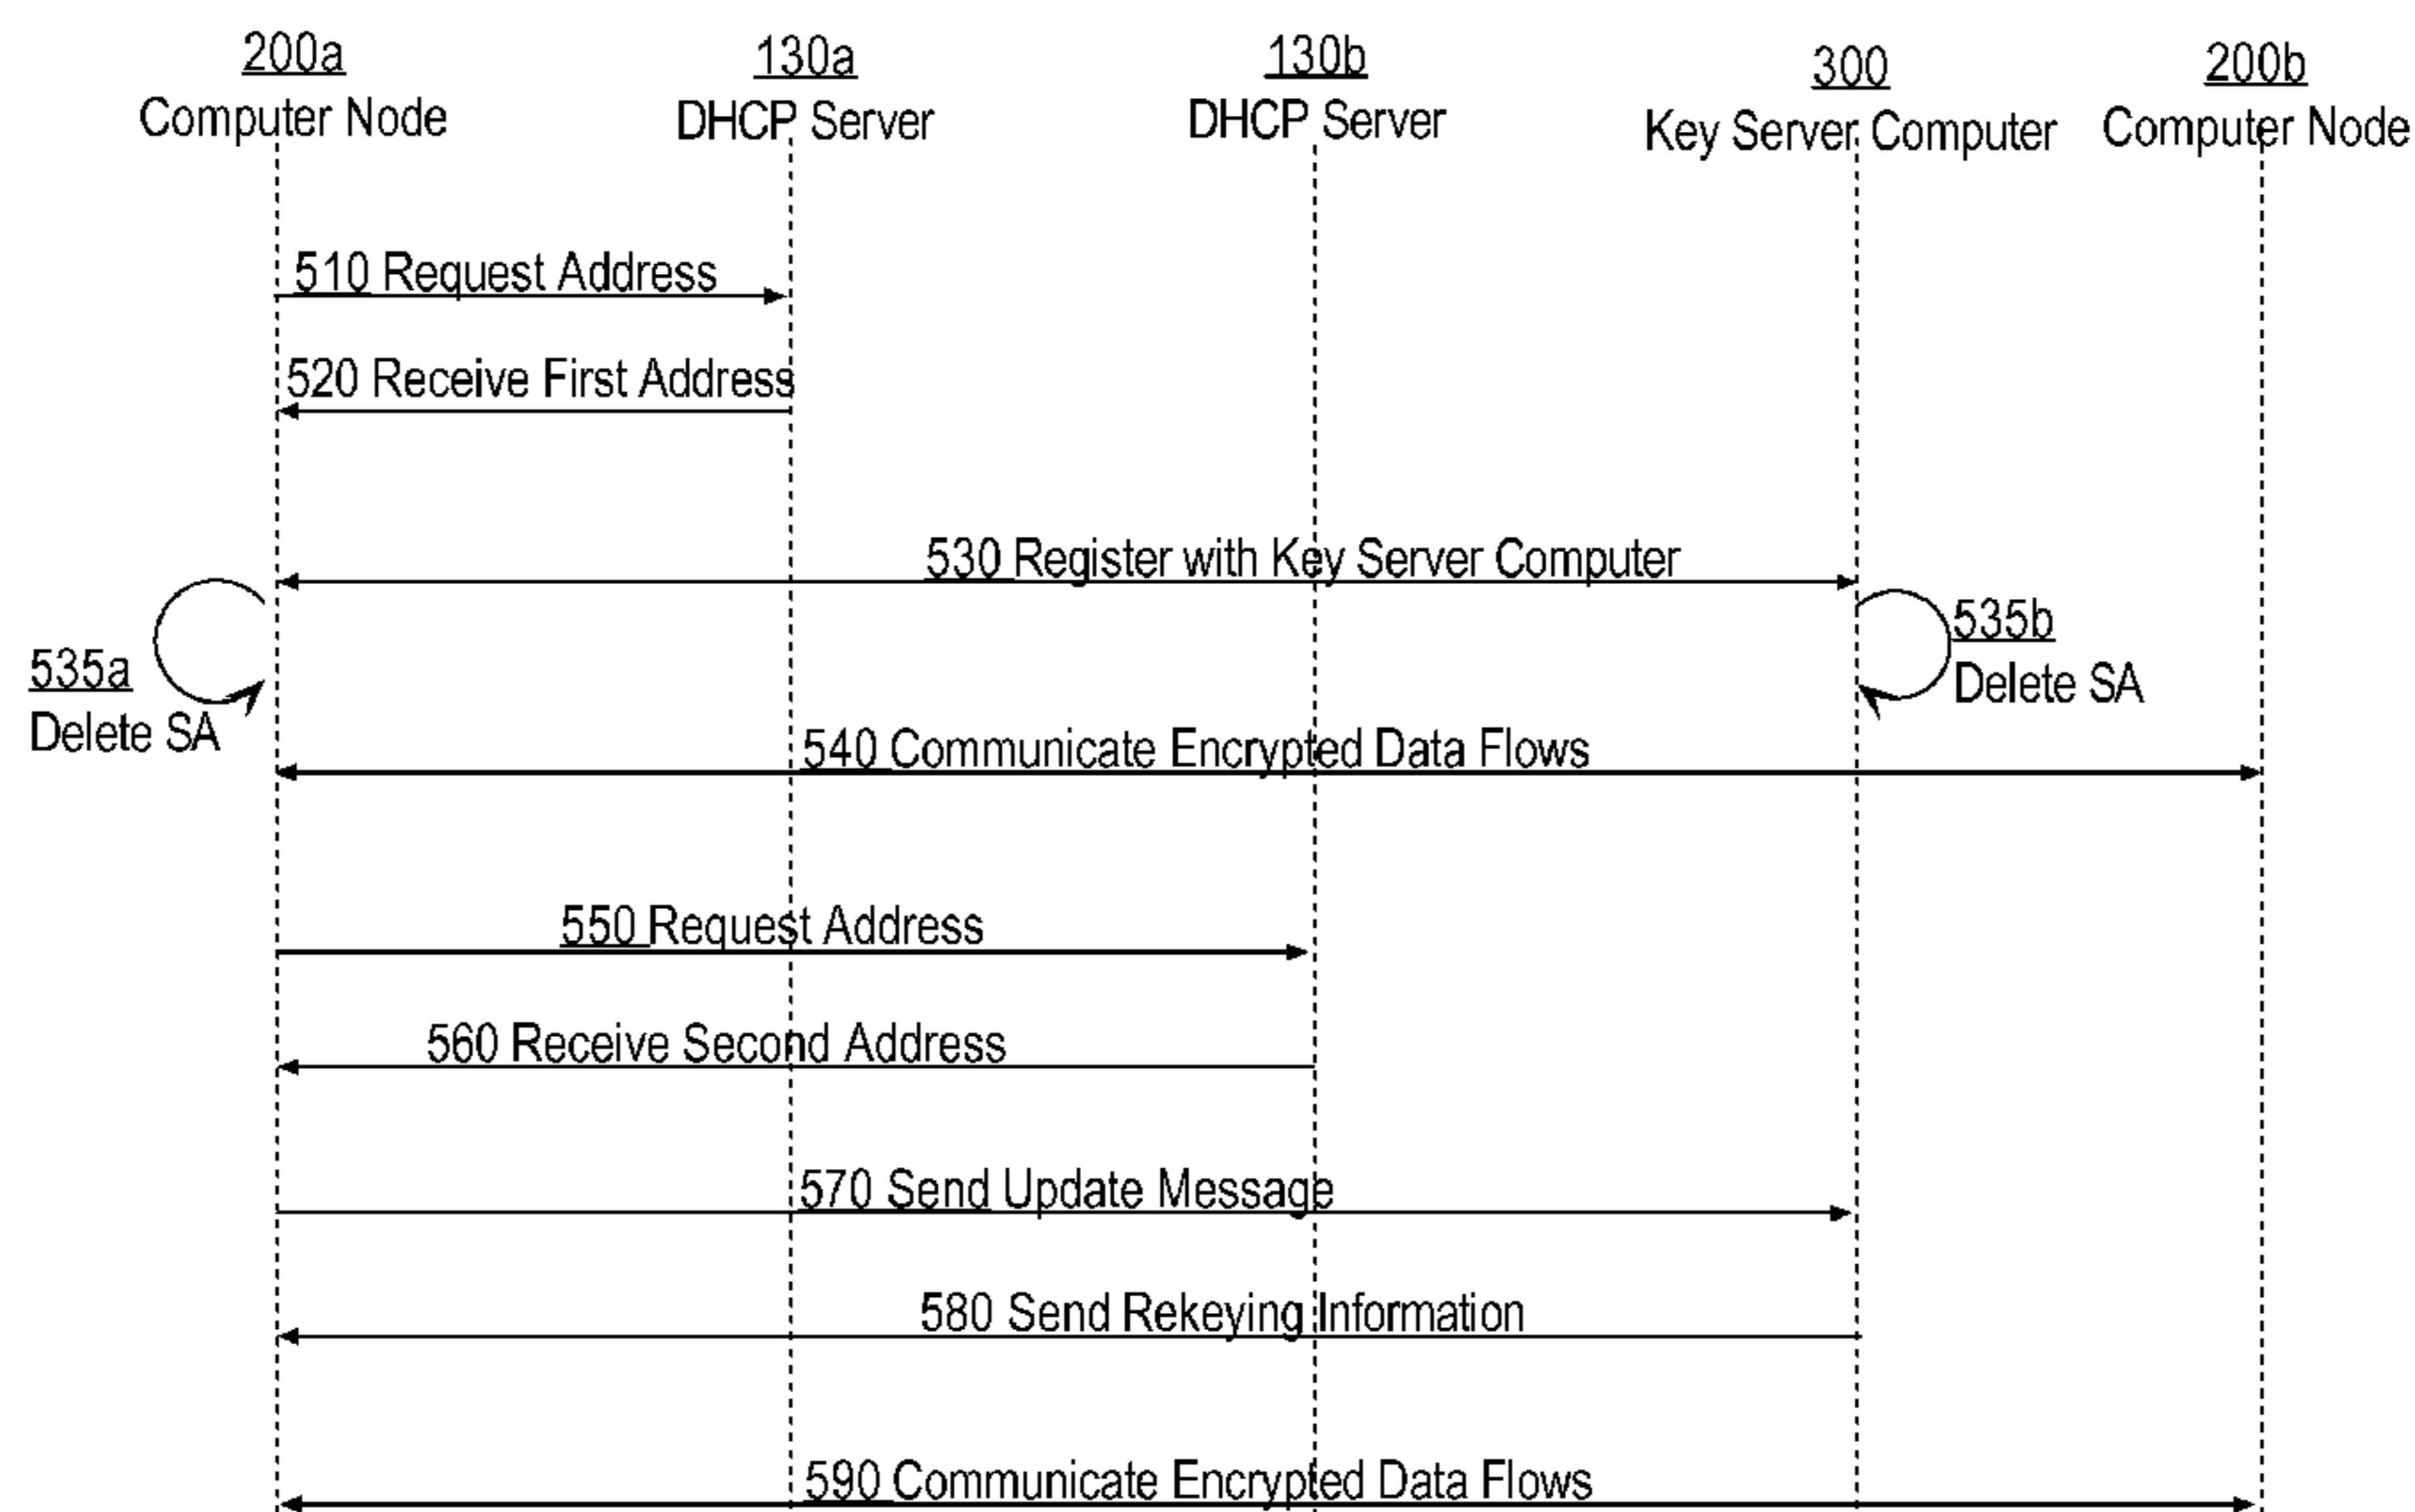 200a
Computer Node
130a
DHCP Server
130b
DHCP Server
300
Key Server Computer
200b
Computer Node
510 Request Address
520 Receive First Address
530 Register with Key Server Computer
535a
Delete SA
535b
Delete SA
540 Communicate Encrypted Data Flows
550 Request Address
560 Receive Second Address
570 Send Update Message
580 Send Rekeying Information
590 Communicate Encrypted Data Flows